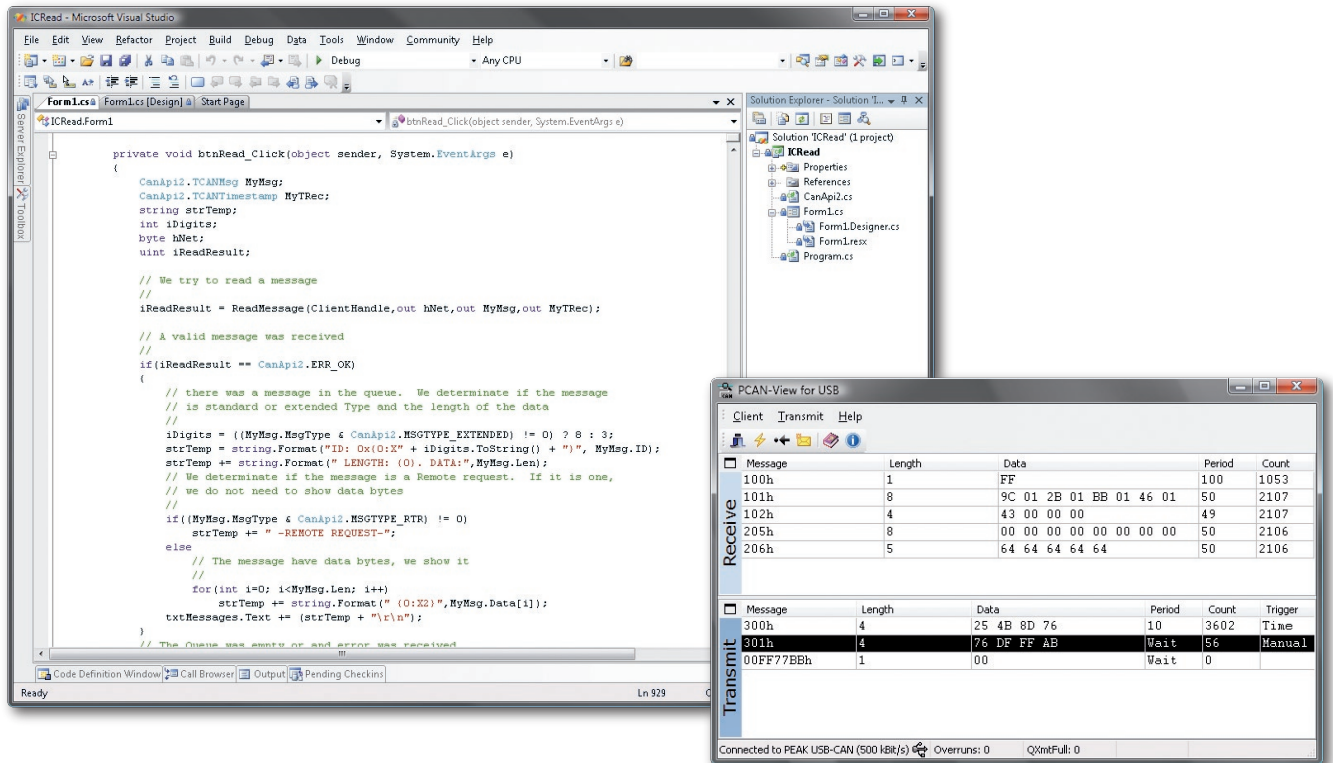 ICRead - Microsoft Visual Studio
File Edit View Refactor Project Build Debug Data Tools Window Community Help
Debug Any CPU
Form1.cs Form1.cs [Design] Start Page
ICRead.Form1 btnRead_Click(object sender, System.EventArgs e)
Server Explorer
Toolbox
private void btnRead_Click(object sender, System.EventArgs e)
{
CanApi2.TCANMsg MyMsg;
CanApi2.TCANTimestamp MyTRec;
string strTemp;
int iDigits;
byte hNet;
uint iReadResult;
// We try to read a message
//
iReadResult = ReadMessage(ClientHandle,out hNet,out MyMsg,out MyTRec);
// A valid message was received
//
if(iReadResult == CanApi2.ERR_OK)
{
// there was a message in the queue. We determinate if the message
// is standard or extended Type and the length of the data
//
iDigits = ((MyMsg.MsgType & CanApi2.MSGTYPE_EXTENDED) != 0) ? 8 : 3;
strTemp = string.Format("ID: 0x{0:X" + iDigits.ToString() + "}", MyMsg.ID);
strTemp += string.Format(" LENGTH: {0}. DATA:",MyMsg.Len);
// We determinate if the message is a Remote request. If it is one,
// we do not need to show data bytes
//
if((MyMsg.MsgType & CanApi2.MSGTYPE_RTR) != 0)
strTemp += " -REMOTE REQUEST-";
else
// The message have data bytes, we show it
//
for(int i=0; i<MyMsg.Len; i++)
strTemp += string.Format(" {0:X2}",MyMsg.Data[i]);
txtMessages.Text += (strTemp + "\r\n");
}
// The Queue was empty or and error was received
Code Definition Window Call Browser Output Pending Checkins
Ready Ln 929
Solution Explorer - Solution 'I...
Solution 'ICRead' (1 project)
ICRead
Properties
References
CanApi2.cs
Form1.cs
Form1.Designer.cs
Form1.resx
Program.cs
PCAN-View for USB
Client Transmit Help
Receive
Message Length Data Period Count
100h 1 FF 100 1053
101h 8 9C 01 2B 01 BB 01 46 01 50 2107
102h 4 43 00 00 00 49 2107
205h 8 00 00 00 00 00 00 00 00 50 2106
206h 5 64 64 64 64 64 50 2106
Transmit
Message Length Data Period Count Trigger
300h 4 25 4B 8D 76 10 3602 Time
301h 4 76 DF FF AB Wait 56 Manual
00FF77BBh 1 00 Wait 0
Connected to PEAK USB-CAN (500 kBit/s) Overruns: 0 QXmtFull: 0